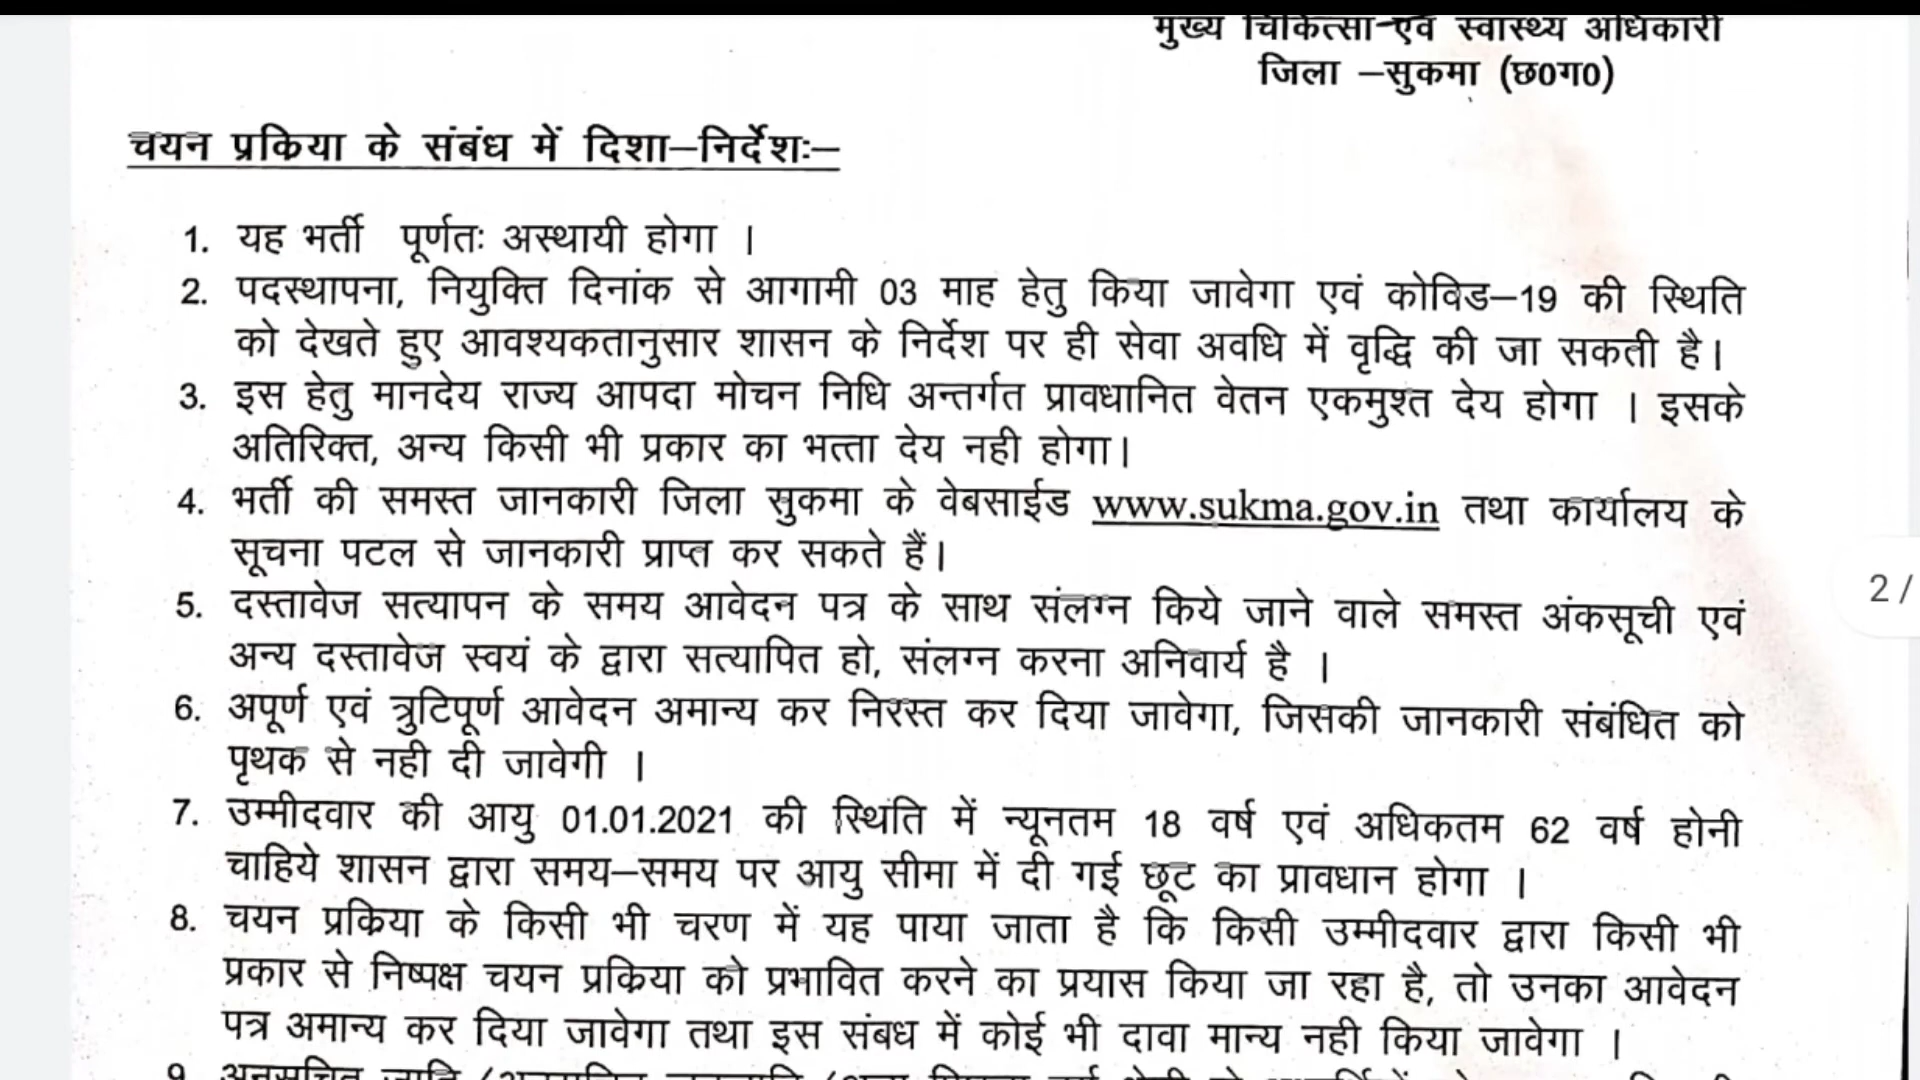 मुख्य चिकित्सा एवं स्वास्थ्य अधिकारी
जिला –सुकमा (छ0ग0)
चयन प्रकिया के संबंध में दिशा–निर्देशः–
1. यह भर्ती पूर्णतः अस्थायी होगा ।
2. पदस्थापना, नियुक्ति दिनांक से आगामी 03 माह हेतु किया जावेगा एवं कोविड–19 की स्थिति
को देखते हुए आवश्यकतानुसार शासन के निर्देश पर ही सेवा अवधि में वृद्धि की जा सकती है।
3. इस हेतु मानदेय राज्य आपदा मोचन निधि अन्तर्गत प्रावधानित वेतन एकमुश्त देय होगा । इसके
अतिरिक्त, अन्य किसी भी प्रकार का भत्ता देय नही होगा।
4. भर्ती की समस्त जानकारी जिला सुकमा के वेबसाईड www.sukma.gov.in तथा कार्यालय के
सूचना पटल से जानकारी प्राप्त कर सकते हैं।
5. दस्तावेज सत्यापन के समय आवेदन पत्र के साथ संलग्न किये जाने वाले समस्त अंकसूची एवं
अन्य दस्तावेज स्वयं के द्वारा सत्यापित हो, संलग्न करना अनिवार्य है ।
2 /
6. अपूर्ण एवं त्रुटिपूर्ण आवेदन अमान्य कर निरस्त कर दिया जावेगा, जिसकी जानकारी संबंधित को
पृथक से नही दी जावेगी ।
7. उम्मीदवार की आयु 01.01.2021 की स्थिति में न्यूनतम 18 वर्ष एवं अधिकतम 62 वर्ष होनी
चाहिये शासन द्वारा समय–समय पर आयु सीमा में दी गई छूट का प्रावधान होगा ।
8. चयन प्रकिया के किसी भी चरण में यह पाया जाता है कि किसी उम्मीदवार द्वारा किसी भी
प्रकार से निष्पक्ष चयन प्रकिया को प्रभावित करने का प्रयास किया जा रहा है, तो उनका आवेदन
पत्र अमान्य कर दिया जावेगा तथा इस संबध में कोई भी दावा मान्य नही किया जावेगा ।
9. अनुसूचित जाति